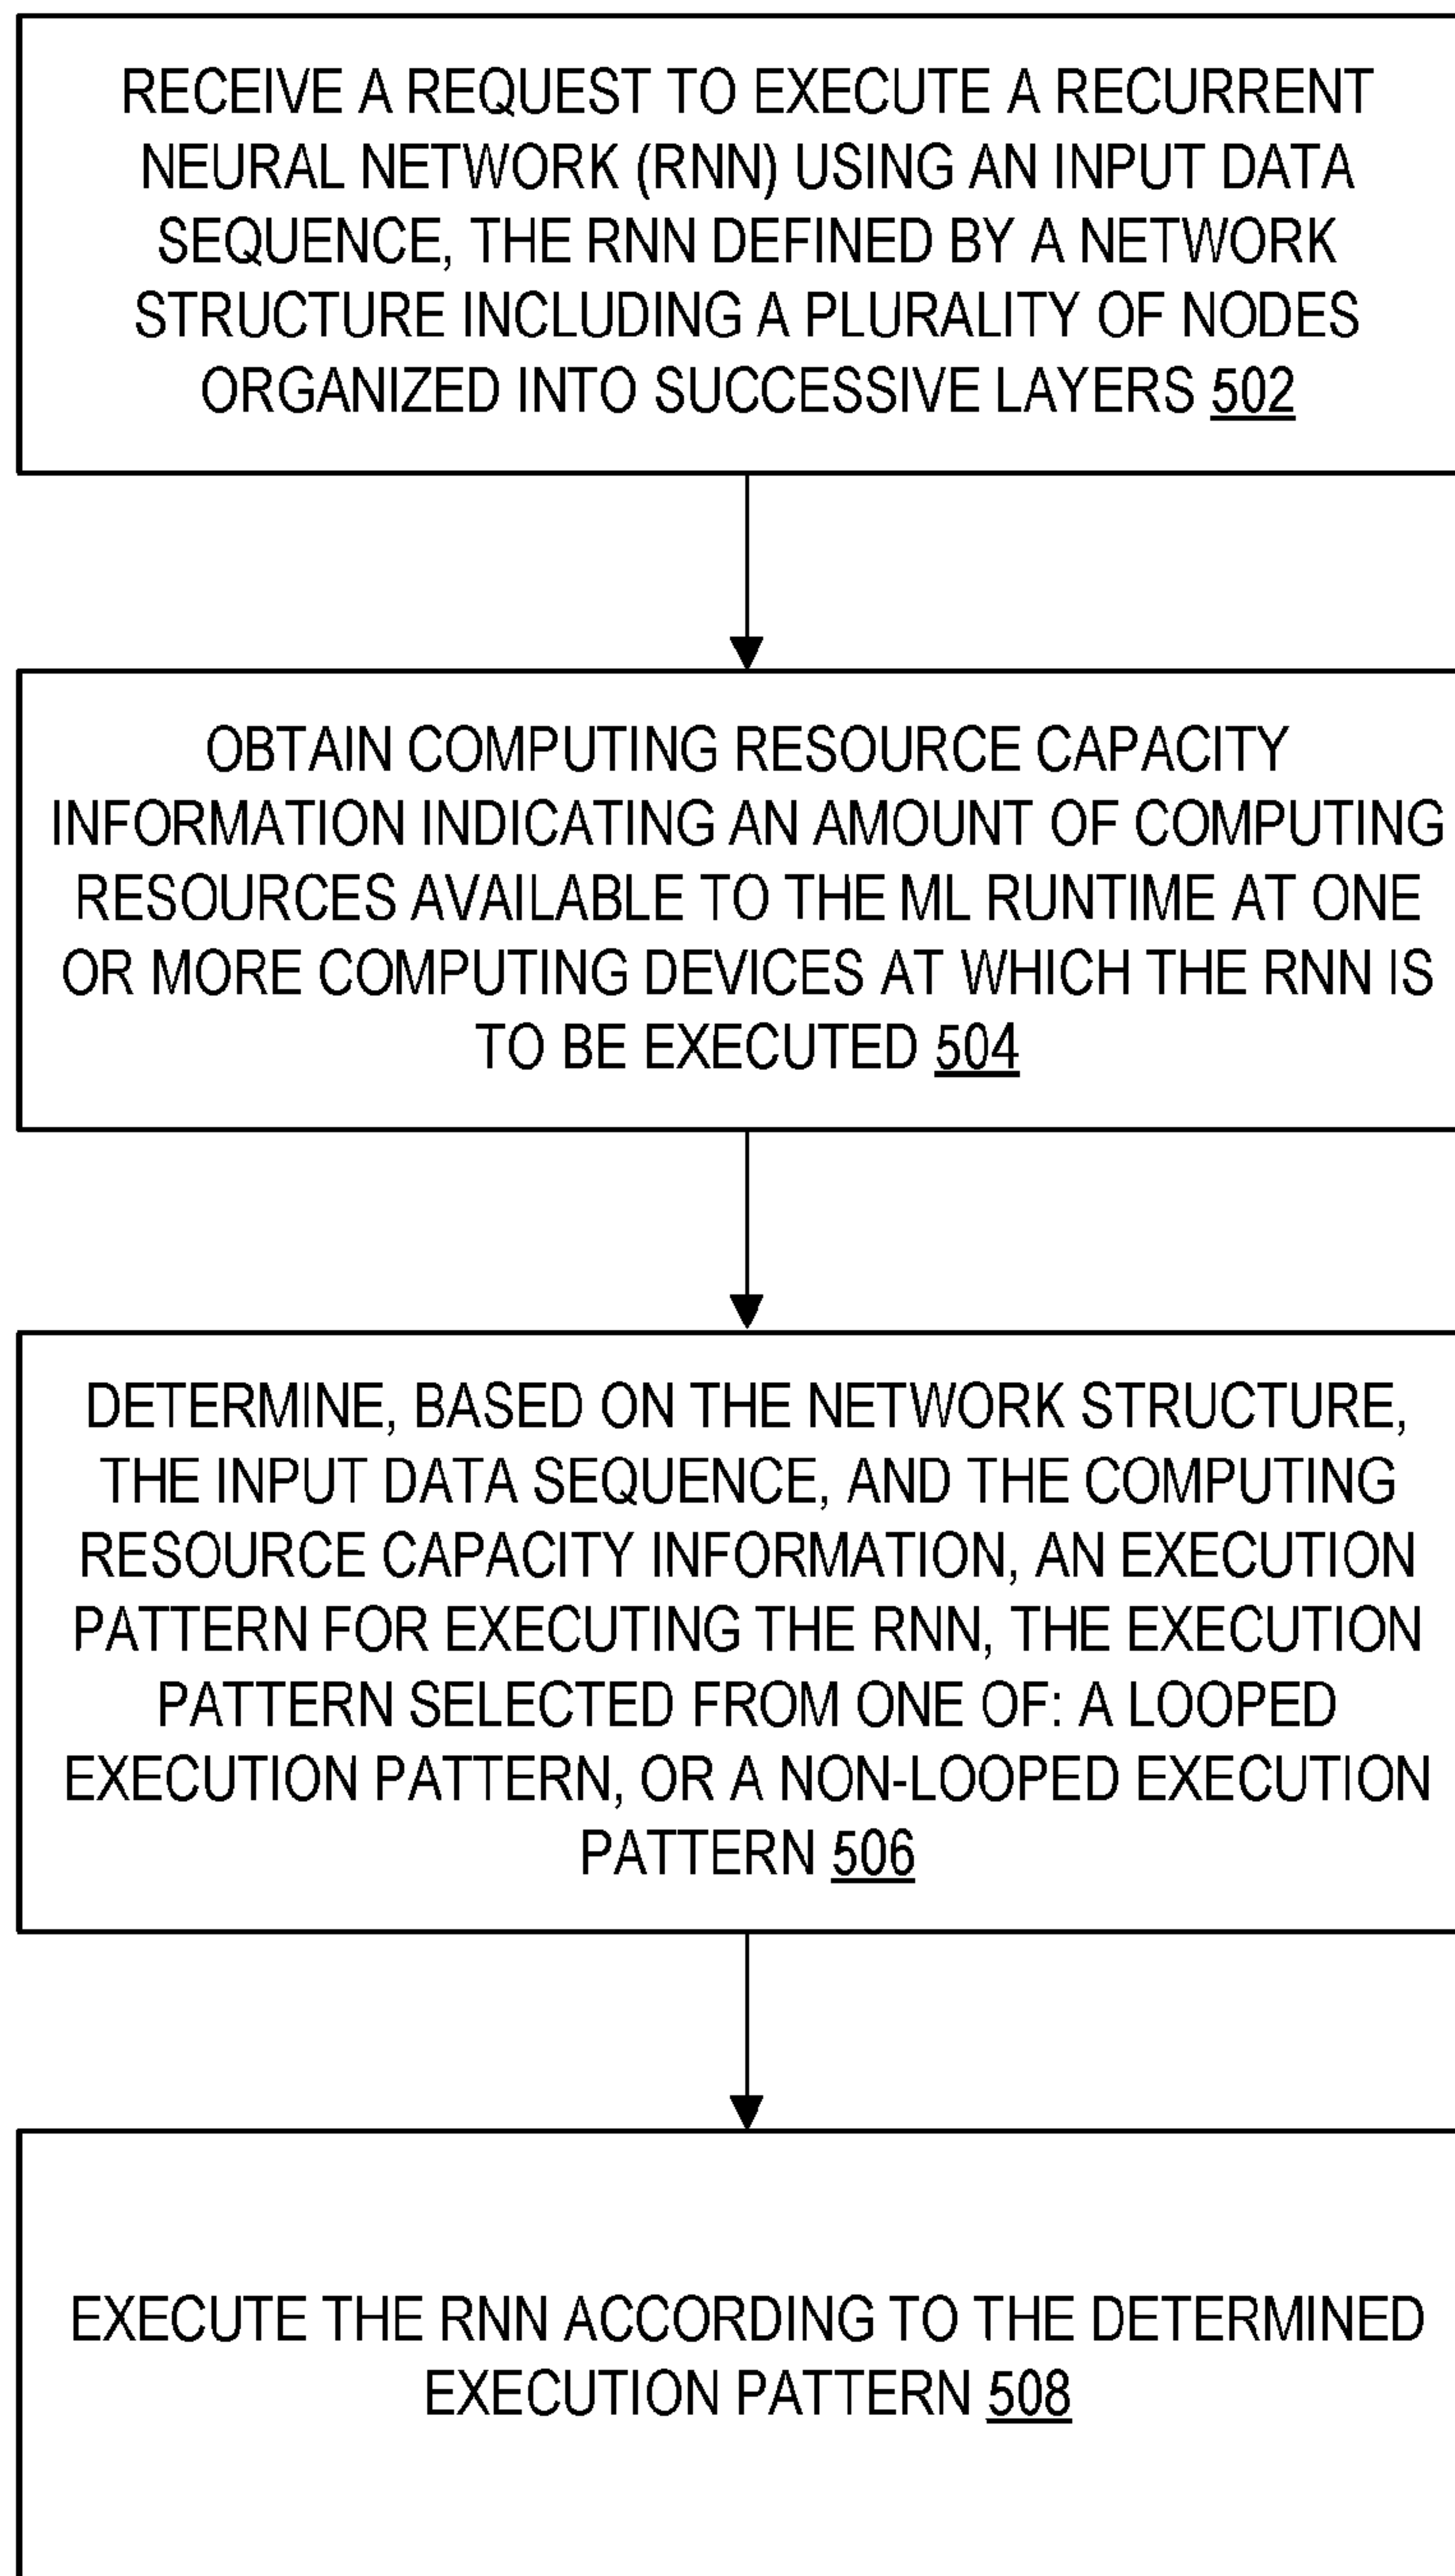 RECEIVE A REQUEST TO EXECUTE A RECURRENT
NEURAL NETWORK (RNN) USING AN INPUT DATA
SEQUENCE, THE RNN DEFINED BY A NETWORK
STRUCTURE INCLUDING A PLURALITY OF NODES
ORGANIZED INTO SUCCESSIVE LAYERS 502
OBTAIN COMPUTING RESOURCE CAPACITY
INFORMATION INDICATING AN AMOUNT OF COMPUTING
RESOURCES AVAILABLE TO THE ML RUNTIME AT ONE
OR MORE COMPUTING DEVICES AT WHICH THE RNN IS
TO BE EXECUTED 504
DETERMINE, BASED ON THE NETWORK STRUCTURE,
THE INPUT DATA SEQUENCE, AND THE COMPUTING
RESOURCE CAPACITY INFORMATION, AN EXECUTION
PATTERN FOR EXECUTING THE RNN, THE EXECUTION
PATTERN SELECTED FROM ONE OF: A LOOPED
EXECUTION PATTERN, OR A NON-LOOPED EXECUTION
PATTERN 506
EXECUTE THE RNN ACCORDING TO THE DETERMINED
EXECUTION PATTERN 508